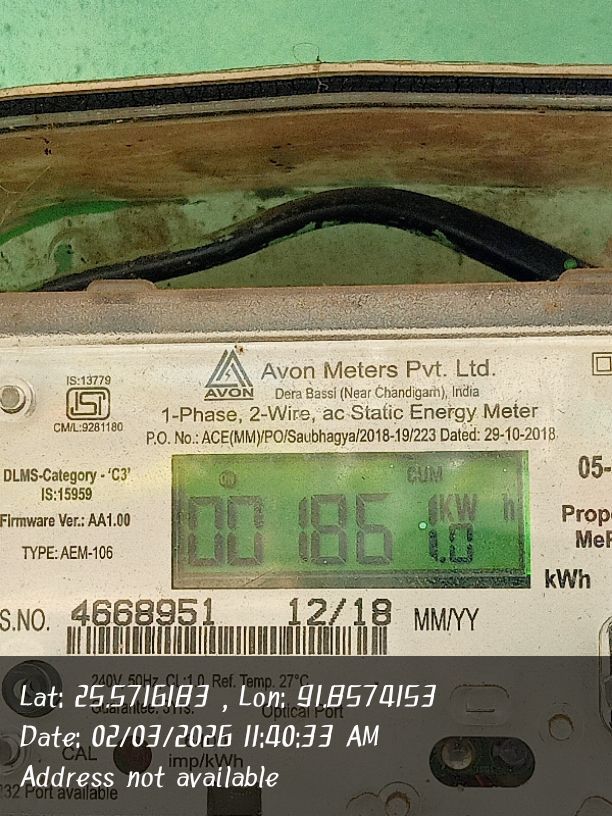 IS:13779
ISI
CM/L:9281180
AVON
Avon Meters Pvt. Ltd.
Dera Bassi (Near Chandigarh), India
1-Phase, 2-Wire, ac Static Energy Meter
P.O. No.: ACE(MM)/PO/Saubhagya/2018-19/223 Dated: 29-10-2018
DLMS-Category - 'C3'
IS:15959
Firmware Ver.: AA1.00
TYPE: AEM-106
CUM
001861.0 KW h
kWh
05-
Prope
MeP
S.NO. 4668951 12/18 MM/YY
240V, 50Hz, Cl.1.0, Ref. Temp. 27°C
Optical Port
CAL
imp/kWh
Port available
Lat: 25.5716183 , Lon: 91.8574153
Date: 02/03/2026 11:40:33 AM
Address not available